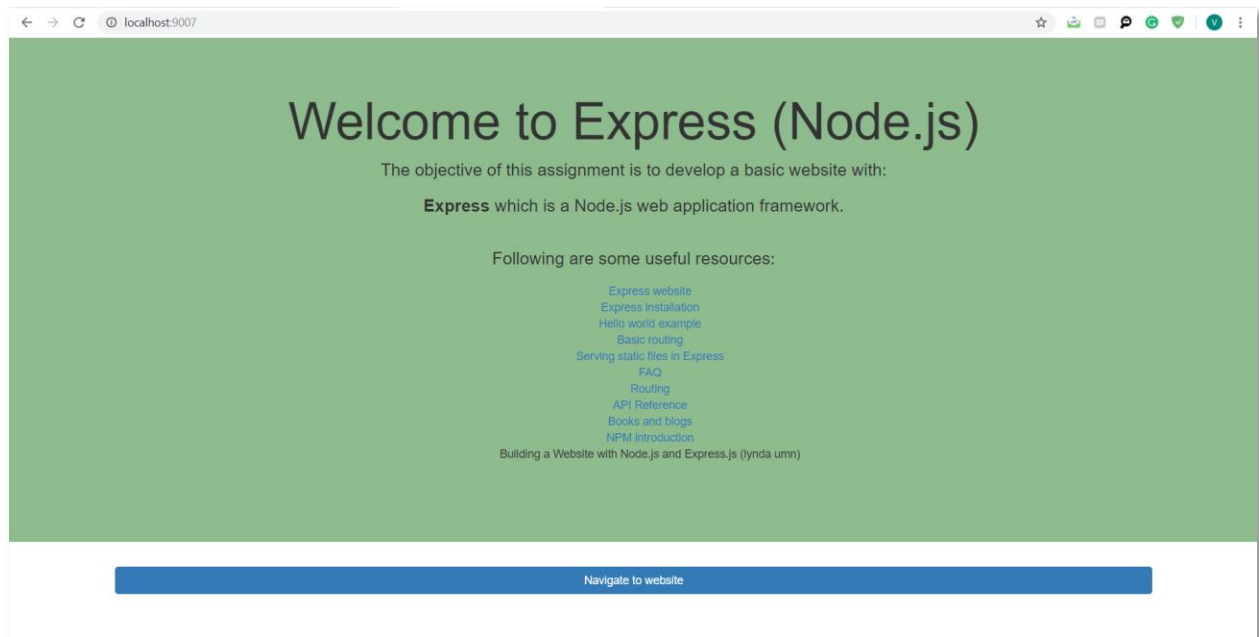 localhost:9007
V
Welcome to Express (Node.js)
The objective of this assignment is to develop a basic website with:
Express which is a Node.js web application framework.
Following are some useful resources:
Express website
Express installation
Hello world example
Basic routing
Serving static files in Express
FAQ
Routing
API Reference
Books and blogs
NPM introduction
Building a Website with Node.js and Express.js (lynda umn)
Navigate to website